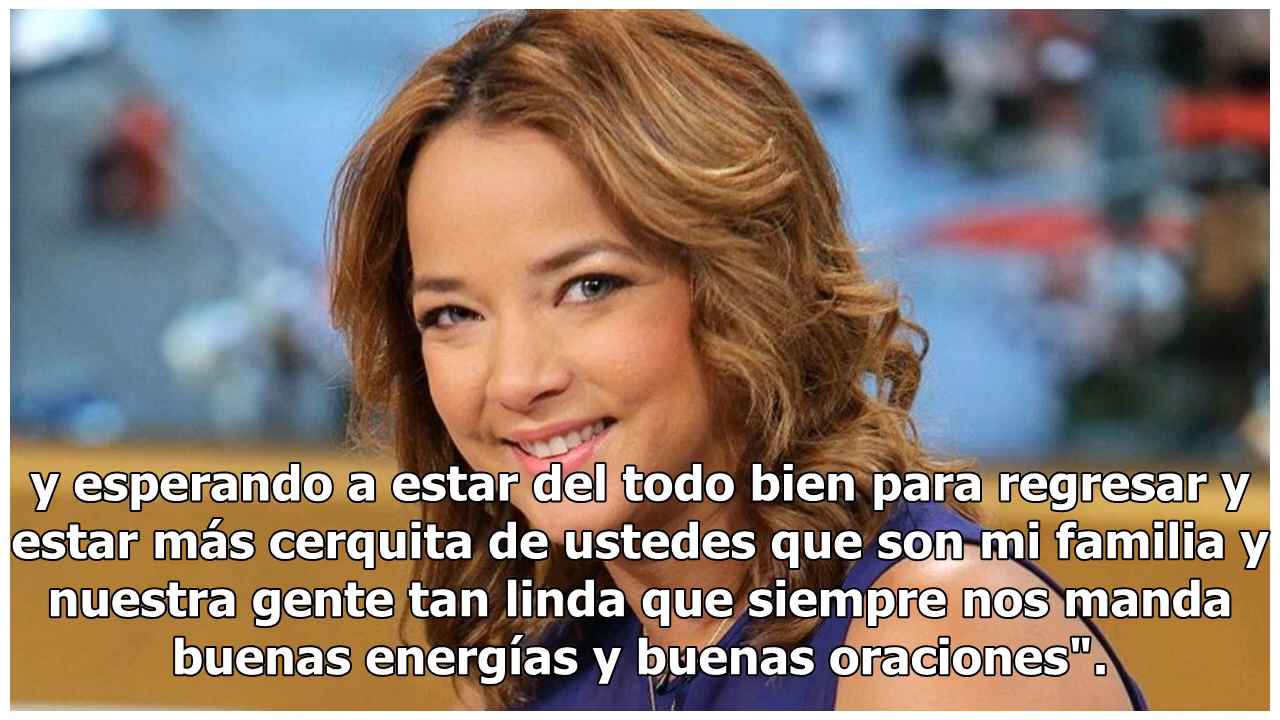 y esperando a estar del todo bien para regresar y
estar más cerquita de ustedes que son mi familia y
nuestra gente tan linda que siempre nos manda
buenas energías y buenas oraciones".